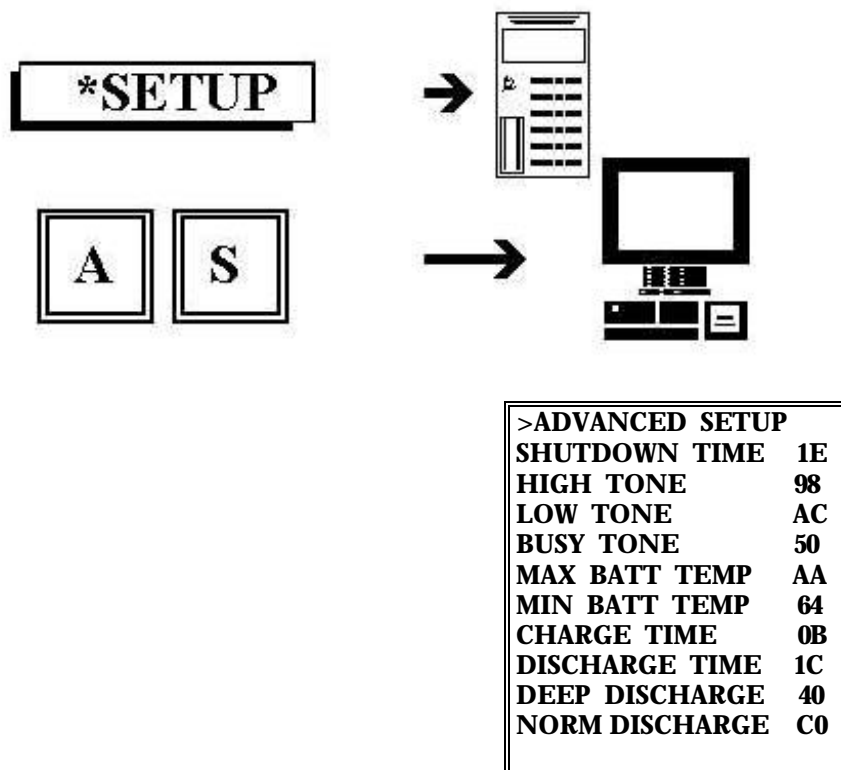 *SETUP
A S
>ADVANCED SETUP
SHUTDOWN TIME 1E
HIGH TONE 98
LOW TONE AC
BUSY TONE 50
MAX BATT TEMP AA
MIN BATT TEMP 64
CHARGE TIME 0B
DISCHARGE TIME 1C
DEEP DISCHARGE 40
NORM DISCHARGE C0